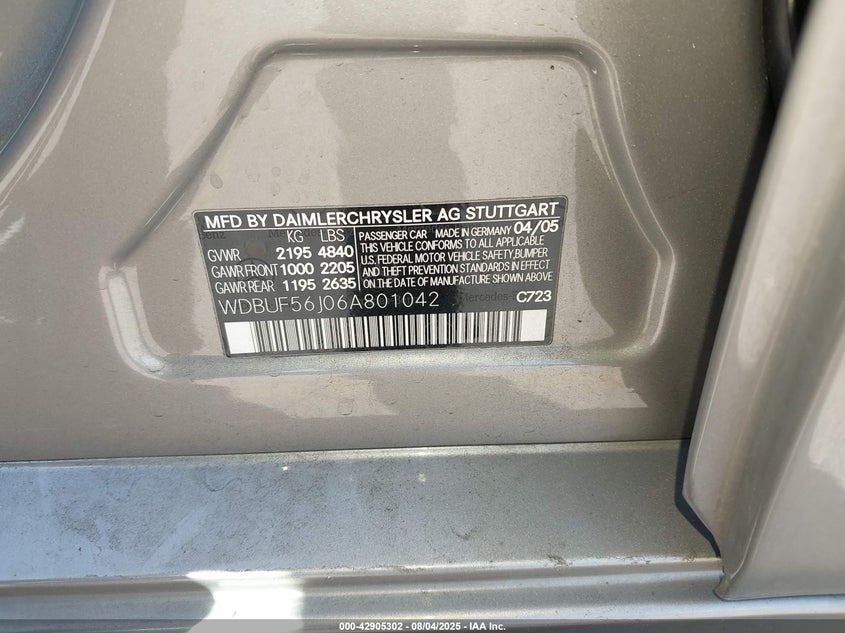 MFD BY DAIMLERCHRYSLER AG STUTTGART
KG LBS
GVWR 2195 4840
GAWR FRONT 1000 2205
GAWR REAR 1195 2635
PASSENGER CAR MADE IN GERMANY 04/05
THIS VEHICLE CONFORMS TO ALL APPLICABLE
U.S. FEDERAL MOTOR VEHICLE SAFETY, BUMPER
AND THEFT PREVENTION STANDARDS IN EFFECT
ON THE DATE OF MANUFACTURE SHOWN ABOVE
WDBUF56J06A801042
C723
000-42905302 - 08/04/2025 - IAA Inc.